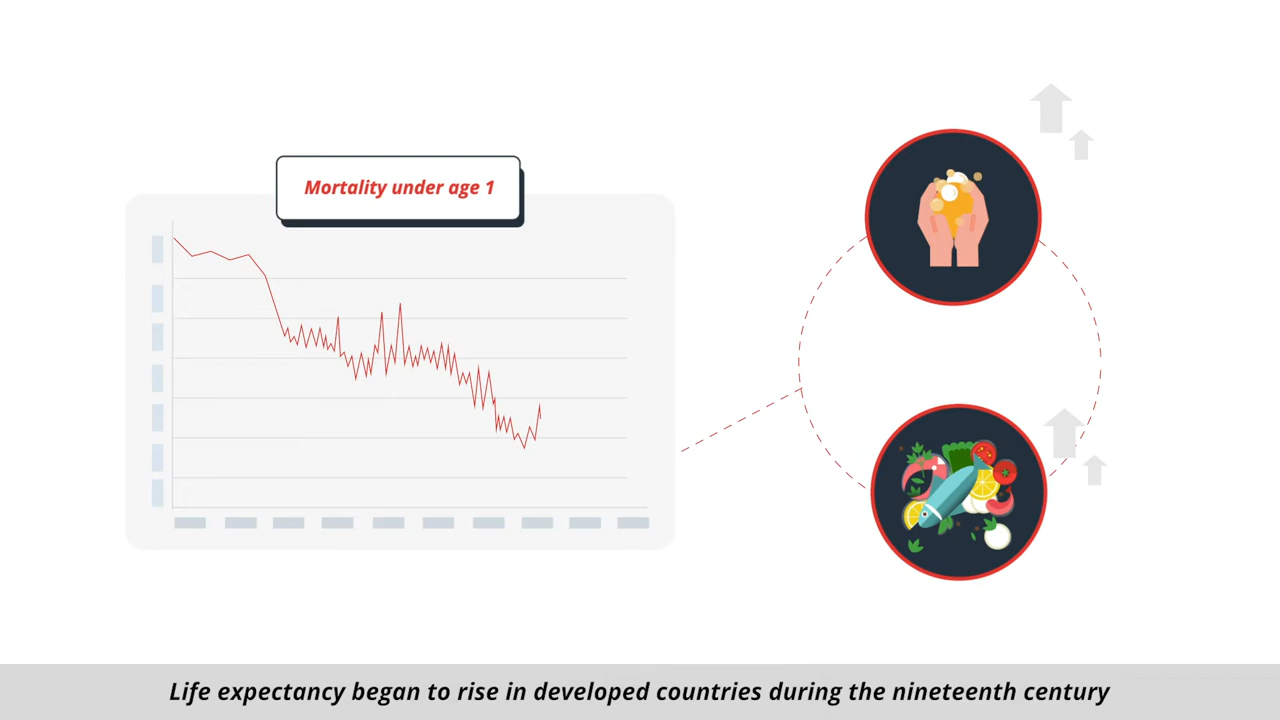 Mortality under age 1
Life expectancy began to rise in developed countries during the nineteenth century